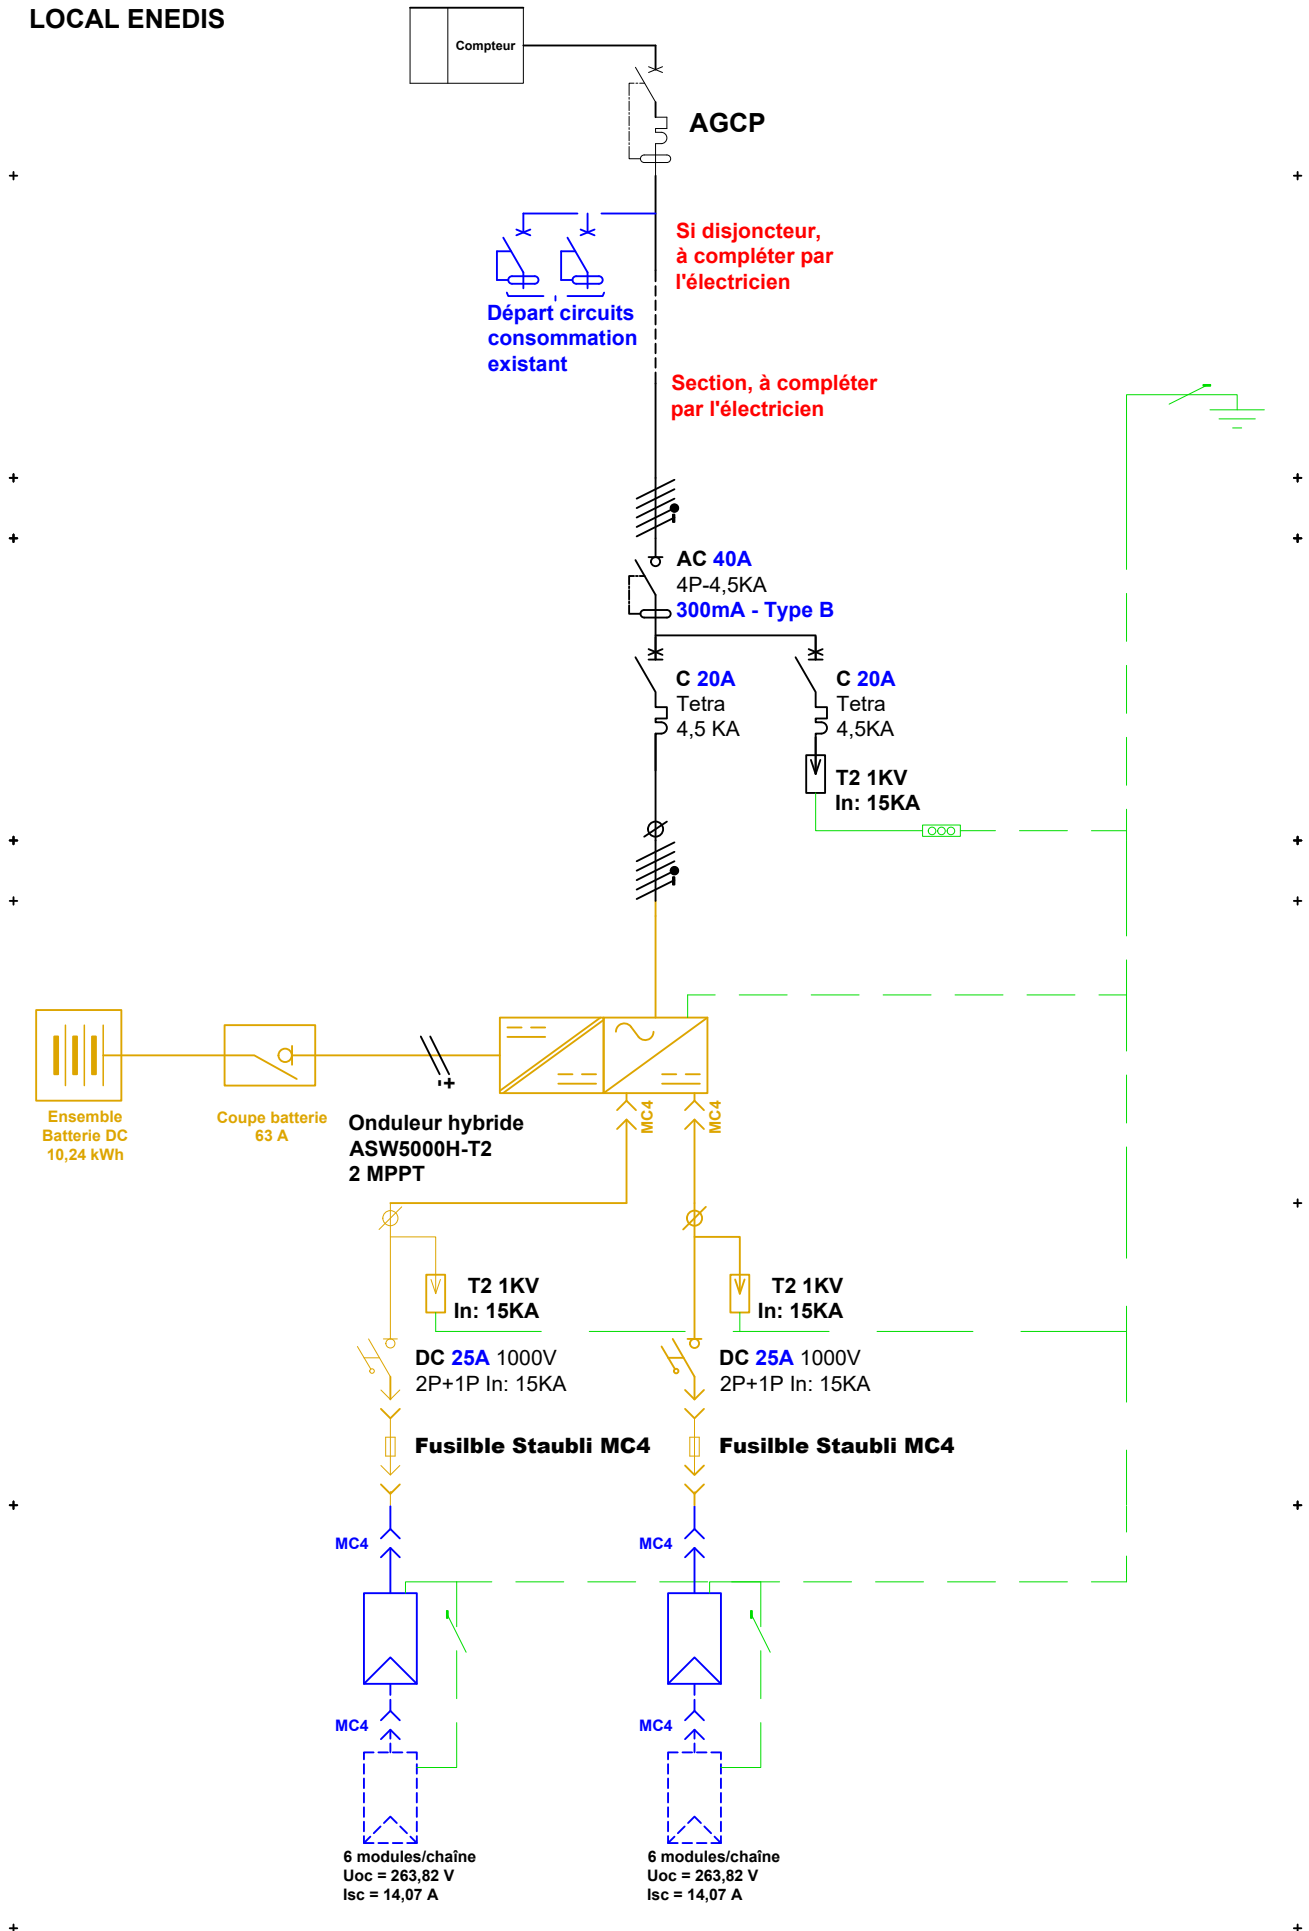 LOCAL ENEDIS
Compteur
AGCP
Si disjoncteur,
à compléter par
l'électricien
Départ circuits
consommation
existant
Section, à compléter
par l'électricien
AC 40A
4P-4,5KA
300mA - Type B
C 20A
Tetra
4,5 KA
C 20A
Tetra
4,5KA
T2 1KV
In: 15KA
Ensemble
Batterie DC
10,24 kWh
Coupe batterie
63 A
Onduleur hybride
ASW5000H-T2
2 MPPT
MC4
MC4
T2 1KV
In: 15KA
T2 1KV
In: 15KA
DC 25A 1000V
2P+1P In: 15KA
DC 25A 1000V
2P+1P In: 15KA
Fusilble Staubli MC4
Fusilble Staubli MC4
MC4
MC4
MC4
MC4
6 modules/chaîne
Uoc = 263,82 V
Isc = 14,07 A
6 modules/chaîne
Uoc = 263,82 V
Isc = 14,07 A